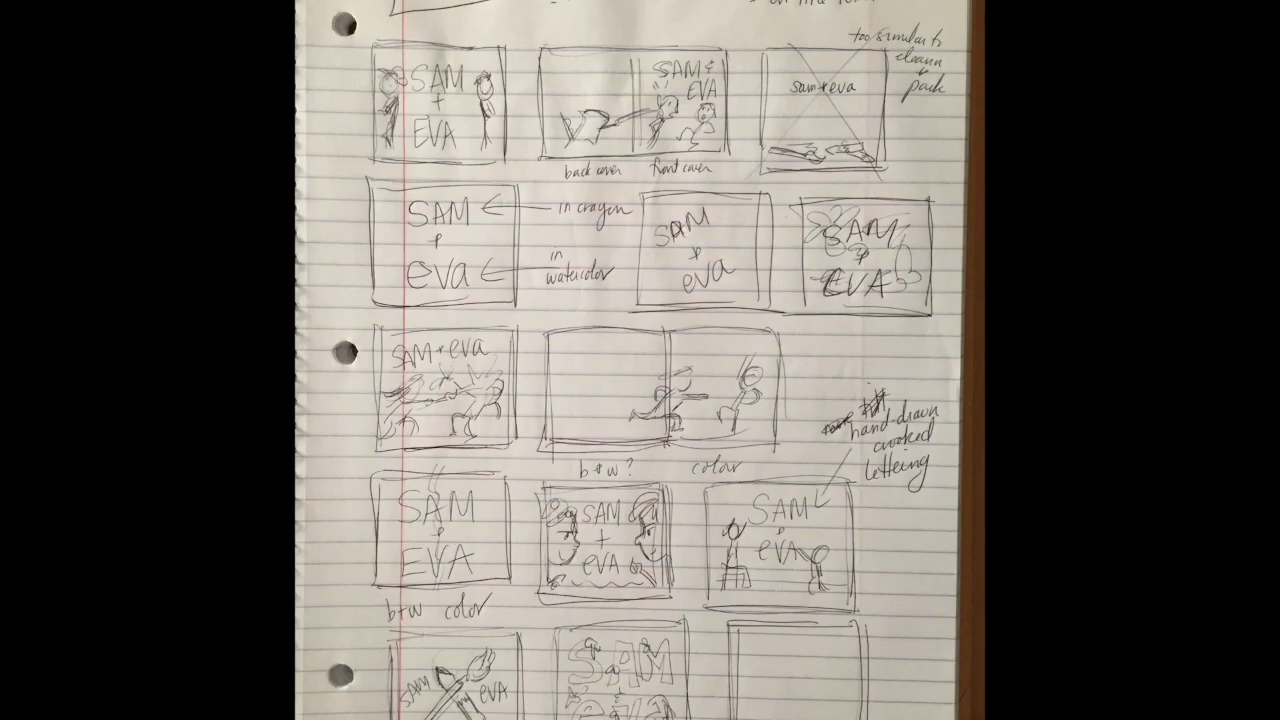 too similar to
SAM
+
EVA
SAM &
EVA
sam + eva
pack
back cover front cover
SAM
+
eva
in crayon
in
watercolor
SAM
+
eva
SAM
+
EVA
SAM + eva
b+w? color
hand-drawn
crooked
lettering
SAM
+
EVA
b+w color
SAM
+
EVA
SAM
+
eva
SAM
EVA
SAM
+
eva